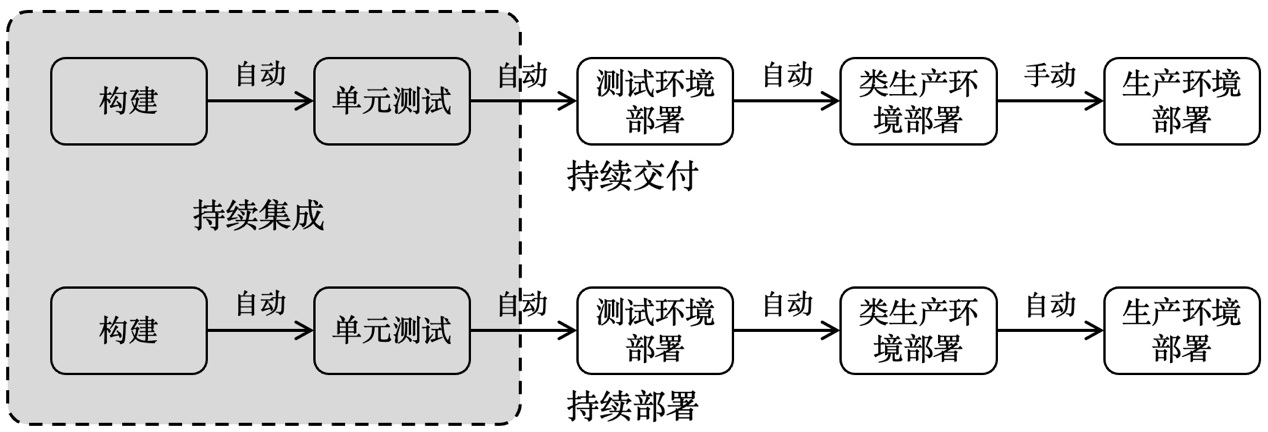 自动
自动
自动
手动
构建
单元测试
测试环境
部署
类生产环
境部署
生产环境
部署
持续交付
持续集成
自动
自动
自动
自动
构建
单元测试
测试环境
部署
类生产环
境部署
生产环境
部署
持续部署